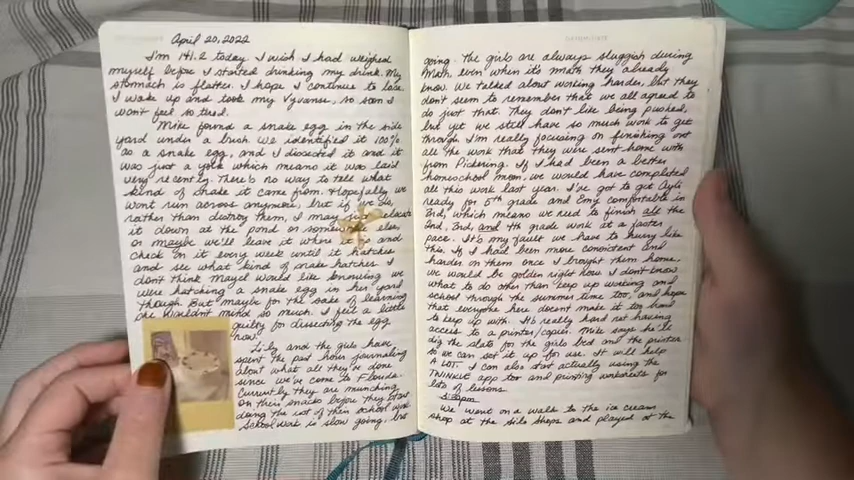 April 20, 2022
I'm 141.2 today I wish I had weighed
myself before I started drinking my drink. My
stomach is flatter. I hope I continue to lose.
I wake up and took my Vyvanse, so soon I
won't feel so tired.
Mike found a snake egg in the side
yard under a brush We identified it 100%
as a snake egg, and I dissected it and it
was just a yolk which means it was laid
very recently. There's no way to tell what
kind of snake it came from. Hopefully we
won't run across anymore, but if we do,
rather than destroy them, I may relocate
it down at the pond or somewhere else,
or maybe we'll leave it where it is and
check on it every week until it hatches
and see what kind of snake hatches I
don't think Mazel would like knowing we
were hatching a snake egg in her yard
though. But maybe for the sake of learning
she wouldn't mind so much. I feel a little
guilty for dissecting the egg
now.
Lily and the girls have
spent the past hour journaling
about what all they've done
since we've come to Florida.
Currently they are munching
on their snacks before they start
doing the rest of their school work
Schoolwork is slow going, but
going. The girls are always sluggish during
Math, even when it's math they already
know. We talked about working harder, but they
don't seem to remember that we all agreed to
do just that. They don't like being pushed,
but yet we still have so much work to get
through. I'm really focusing on finishing out
all the work that they were sent home with
from Pickering. If I had been a better
homeschool mom, we would have completed
all this work last year. I've got to get
ready for 5th grade and Emy comfortable in
3rd, which means we need to finish all the
2nd, 3rd, and 4th grade work at a faster
pace. It's my fault we have to hurry like
this. If I had been more consistent and
harder on them once I brought them home,
we would be golden right now I don't know
what to do other than keep up working and
school through the summer time too, and hope
that everyone here doesn't make it too hard
to keep up with. It's really hard not having
access to a printer/copier. Mike says he'll
dig the slats for the girls bed and the printer
so we can set it up for use. It will help
A LOT. I can also start actually using the
TWINKLE app too and printing worksheets for
lots of lessons
We went on a walk to the ice cream
shop at the silo shops and played at the